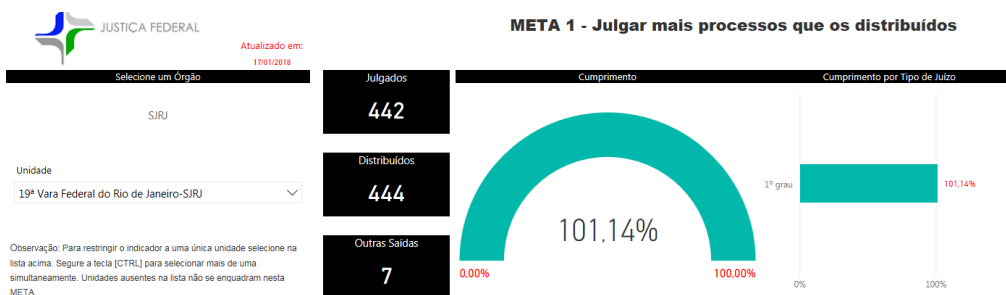 JUSTIÇA FEDERAL
META 1 - Julgar mais processos que os distribuídos
Atualizado em:
17/01/2018
Selecione um Órgão
SJRJ
Unidade
19ª Vara Federal do Rio de Janeiro-SJRJ
Observação: Para restringir o indicador a uma única unidade selecione na
lista acima. Segure a tecla [CTRL] para selecionar mais de uma
simultaneamente. Unidades ausentes na lista não se enquadram nesta
META.
Julgados
442
Distribuídos
444
Outras Saídas
7
Cumprimento
101,14%
0,00%
100,00%
Cumprimento por Tipo de Juízo
1º grau
101,14%
0%
100%